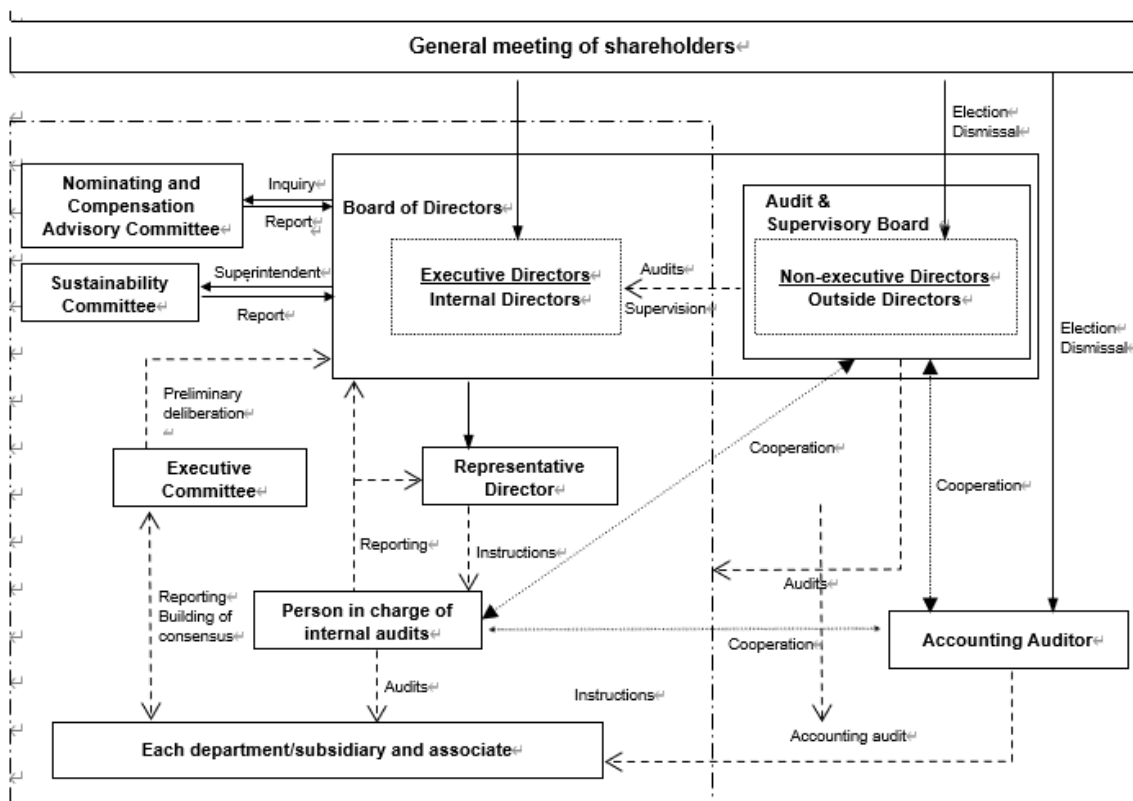 General meeting of shareholders
Election
Dismissal
Nominating and
Compensation
Advisory Committee
Inquiry
Report
Board of Directors
Audit &
Supervisory Board
Executive Directors
Internal Directors
Audits
Supervision
Non-executive Directors
Outside Directors
Sustainability
Committee
Superintendent
Report
Election
Dismissal
Preliminary
deliberation
Cooperation
Executive
Committee
Representative
Director
Cooperation
Reporting
Instructions
Audits
Reporting
Building of
consensus
Person in charge of
internal audits
Cooperation
Accounting Auditor
Audits
Instructions
Accounting audit
Each department/subsidiary and associate